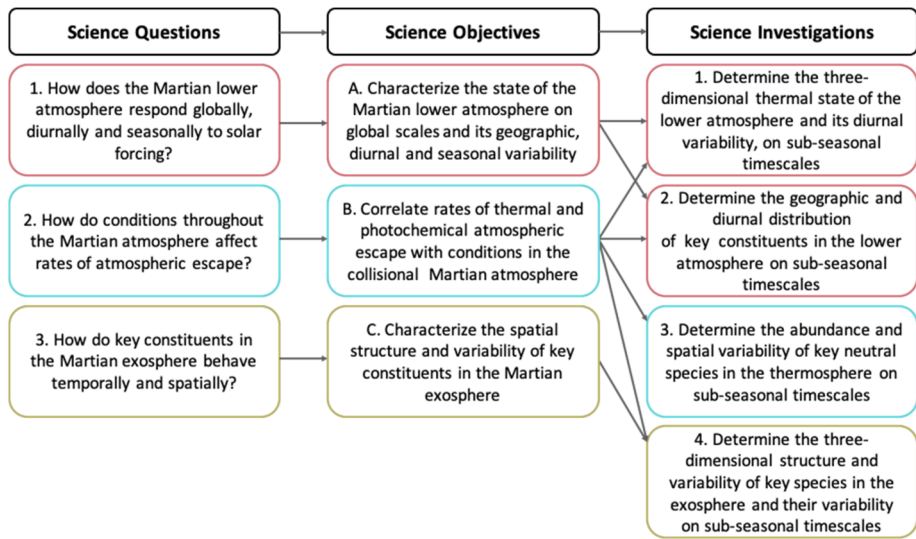 Science Questions
Science Objectives
Science Investigations
1. How does the Martian lower
atmosphere respond globally,
diurnally and seasonally to solar
forcing?
A. Characterize the state of the
Martian lower atmosphere on
global scales and its geographic,
diurnal and seasonal variability
1. Determine the three-
dimensional thermal state of the
lower atmosphere and its diurnal
variability, on sub-seasonal
timescales
2. How do conditions throughout
the Martian atmosphere affect
rates of atmospheric escape?
B. Correlate rates of thermal and
photochemical atmospheric
escape with conditions in the
collisional Martian atmosphere
2. Determine the geographic and
diurnal distribution
of key constituents in the lower
atmosphere on sub-seasonal
timescales
3. How do key constituents in
the Martian exosphere behave
temporally and spatially?
C. Characterize the spatial
structure and variability of key
constituents in the Martian
exosphere
3. Determine the abundance and
spatial variability of key neutral
species in the thermosphere on
sub-seasonal timescales
4. Determine the three-
dimensional structure and
variability of key species in the
exosphere and their variability
on sub-seasonal timescales